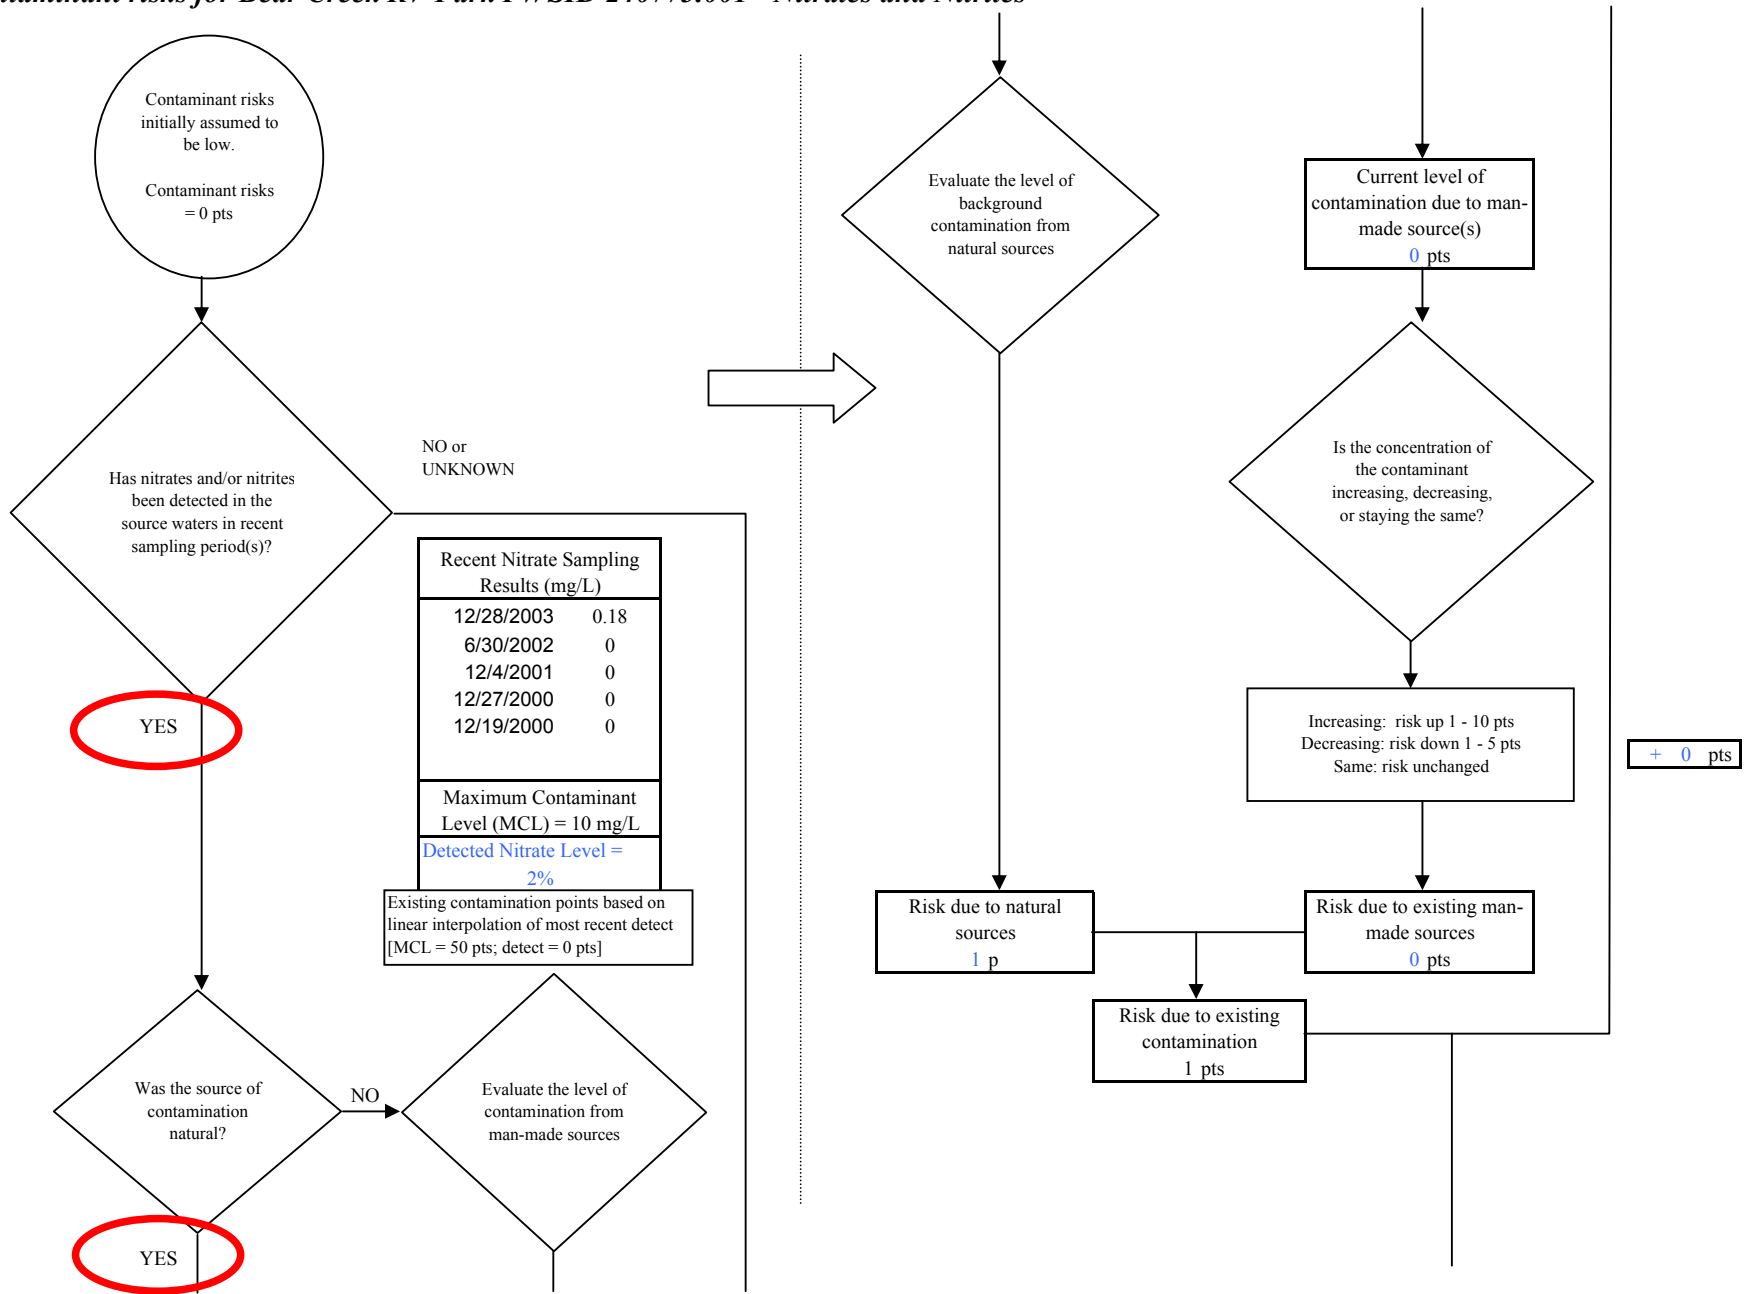 Contaminant risks
initially assumed to
be low.
Contaminant risks
= 0 pts
Has nitrates and/or nitrites
been detected in the
source waters in recent
sampling period(s)?
NO or
UNKNOWN
YES
Recent Nitrate Sampling
Results (mg/L)
12/28/2003 0.18
6/30/2002 0
12/4/2001 0
12/27/2000 0
12/19/2000 0
Maximum Contaminant
Level (MCL) = 10 mg/L
Detected Nitrate Level =
2%
Existing contamination points based on
linear interpolation of most recent detect
[MCL = 50 pts; detect = 0 pts]
Was the source of
contamination
natural?
NO
YES
Evaluate the level of
contamination from
man-made sources
Evaluate the level of
background
contamination from
natural sources
Current level of
contamination due to man-
made source(s)
0 pts
Is the concentration of
the contaminant
increasing, decreasing,
or staying the same?
Increasing: risk up 1 - 10 pts
Decreasing: risk down 1 - 5 pts
Same: risk unchanged
+ 0 pts
Risk due to natural
sources
1 p
Risk due to existing man-
made sources
0 pts
Risk due to existing
contamination
1 pts